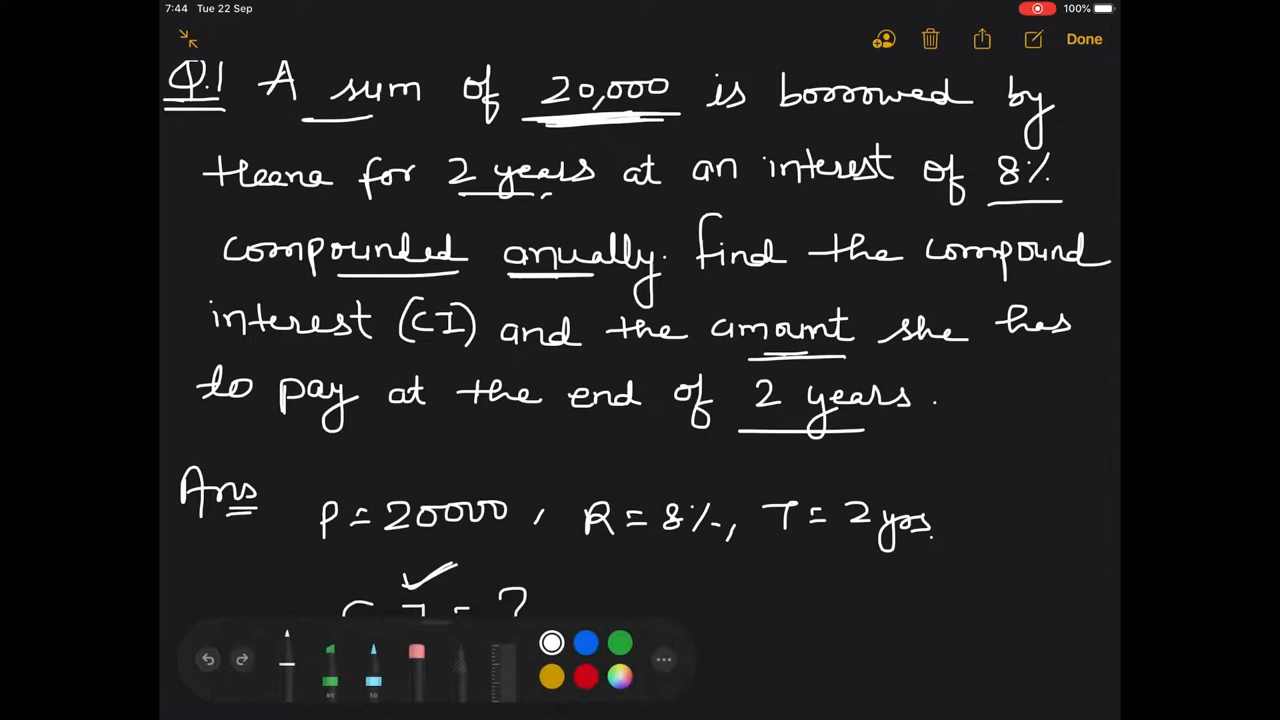 7:44 Tue 22 Sep
100%
Done
Q.1 A sum of 20,000 is borrowed by
Heena for 2 years at an interest of 8%
compounded anually. find the compound
interest (CI) and the amount she has
to pay at the end of 2 years.
Ans
P = 20000, R = 8%, T = 2 yrs.
C I = ?
80
50